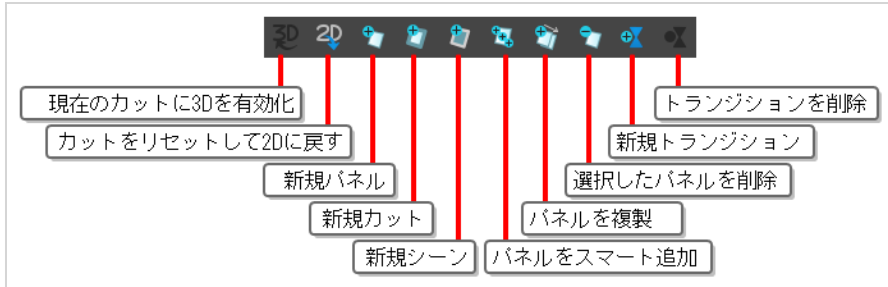 3D 2D
現在のカットに3Dを有効化
トランジションを削除
カットをリセットして2Dに戻す
新規トランジション
新規パネル
選択したパネルを削除
新規カット
パネルを複製
新規シーン
パネルをスマート追加